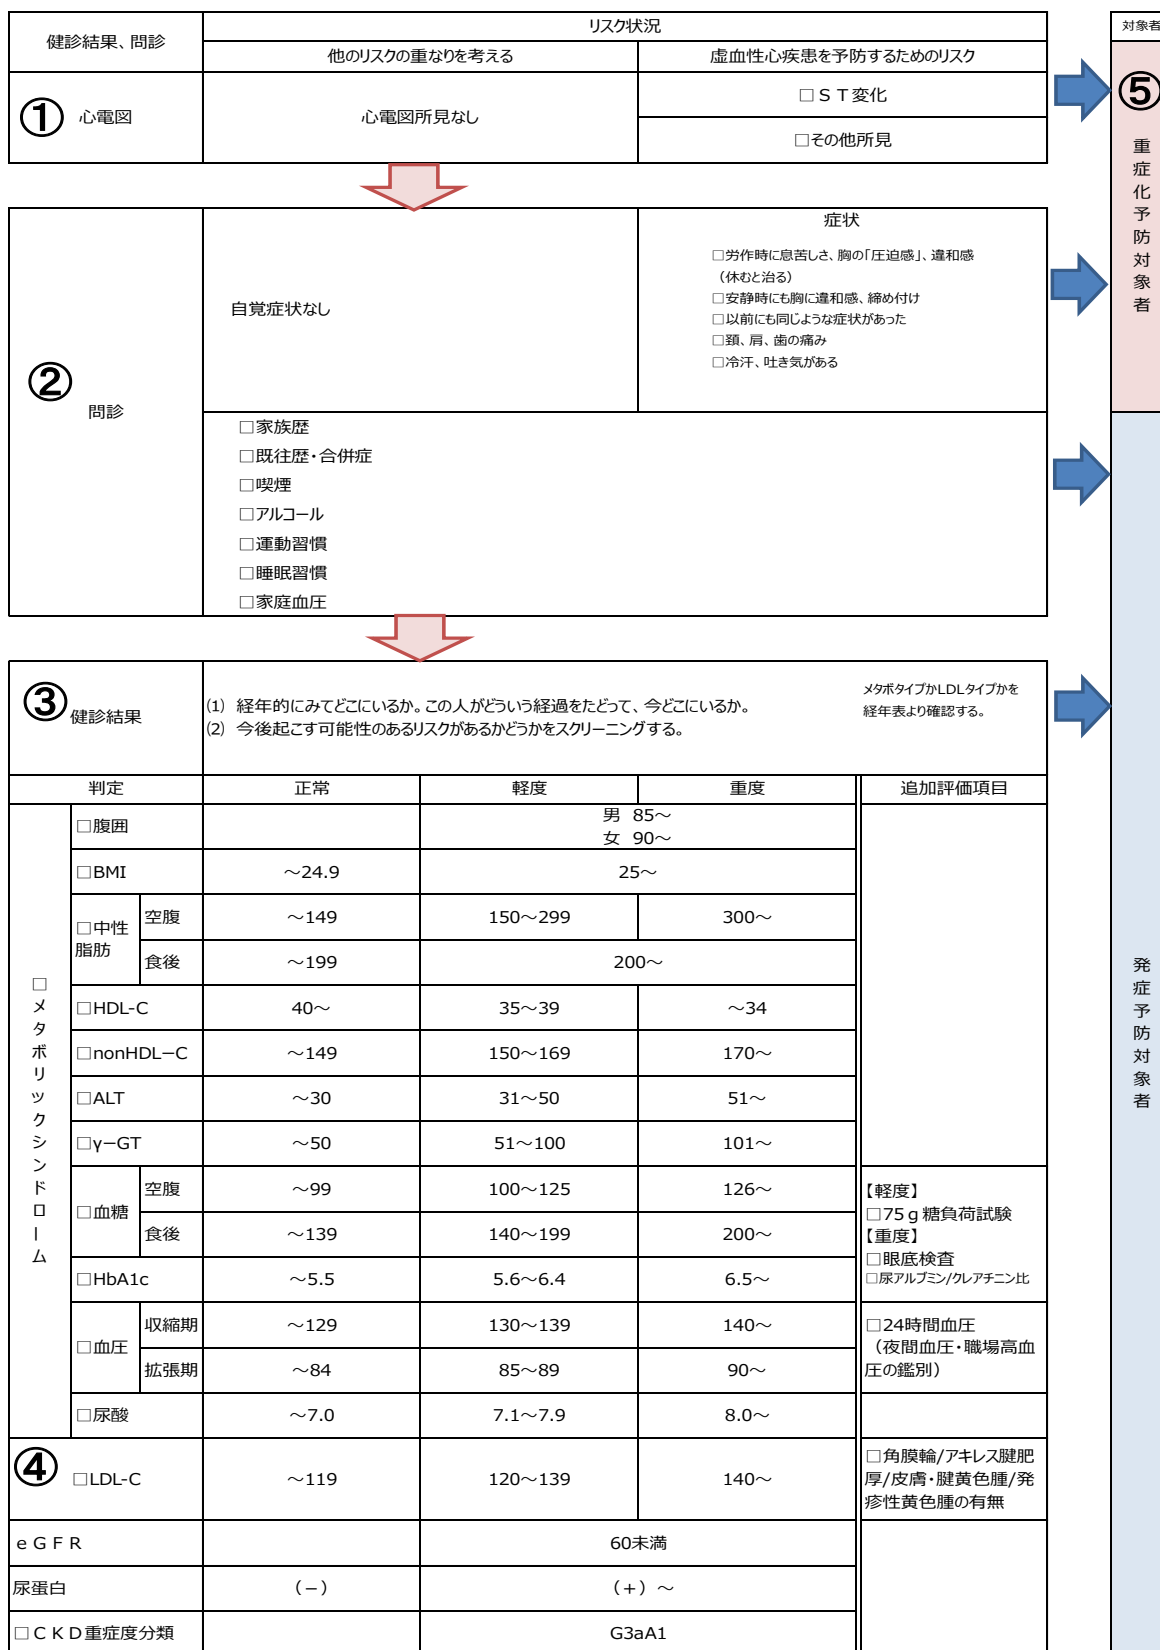 健診結果、問診
リスク状況
対象者
他のリスクの重なりを考える
虚血性心疾患を予防するためのリスク
① 心電図
心電図所見なし
□ＳＴ変化
□その他所見
⑤
重症化予防対象者
② 問診
自覚症状なし
症状
□労作時に息苦しさ、胸の「圧迫感」、違和感
（休むと治る）
□安静時にも胸に違和感、締め付け
□以前にも同じような症状があった
□頚、肩、歯の痛み
□冷汗、吐き気がある
□家族歴
□既往歴・合併症
□喫煙
□アルコール
□運動習慣
□睡眠習慣
□家庭血圧
③ 健診結果
(1) 経年的にみてどこにいるか。この人がどういう経過をたどって、今どこにいるか。
(2) 今後起こす可能性のあるリスクがあるかどうかをスクリーニングする。
メタボタイプかLDLタイプかを
経年表より確認する。
判定 正常 軽度 重度 追加評価項目
□メタボリックシンドローム
□腹囲 男 85～
女 90～
□BMI ～24.9 25～
□中性
脂肪
空腹 ～149 150～299 300～
食後 ～199 200～
□HDL-C 40～ 35～39 ～34
□nonHDL－C ～149 150～169 170～
□ALT ～30 31～50 51～
□γ－GT ～50 51～100 101～
□血糖
空腹 ～99 100～125 126～
食後 ～139 140～199 200～
□HbA1c ～5.5 5.6～6.4 6.5～
【軽度】
□75ｇ糖負荷試験
【重度】
□眼底検査
□尿アルブミン/クレアチニン比
□血圧
収縮期 ～129 130～139 140～
拡張期 ～84 85～89 90～
□24時間血圧
（夜間血圧・職場高血
圧の鑑別）
□尿酸 ～7.0 7.1～7.9 8.0～
④ □LDL-C ～119 120～139 140～
□角膜輪/アキレス腱肥
厚/皮膚・腱黄色腫/発
疹性黄色腫の有無
ｅＧＦＲ 60未満
尿蛋白 （－） （＋）～
□ＣＫＤ重症度分類 G3aA1
発症予防対象者